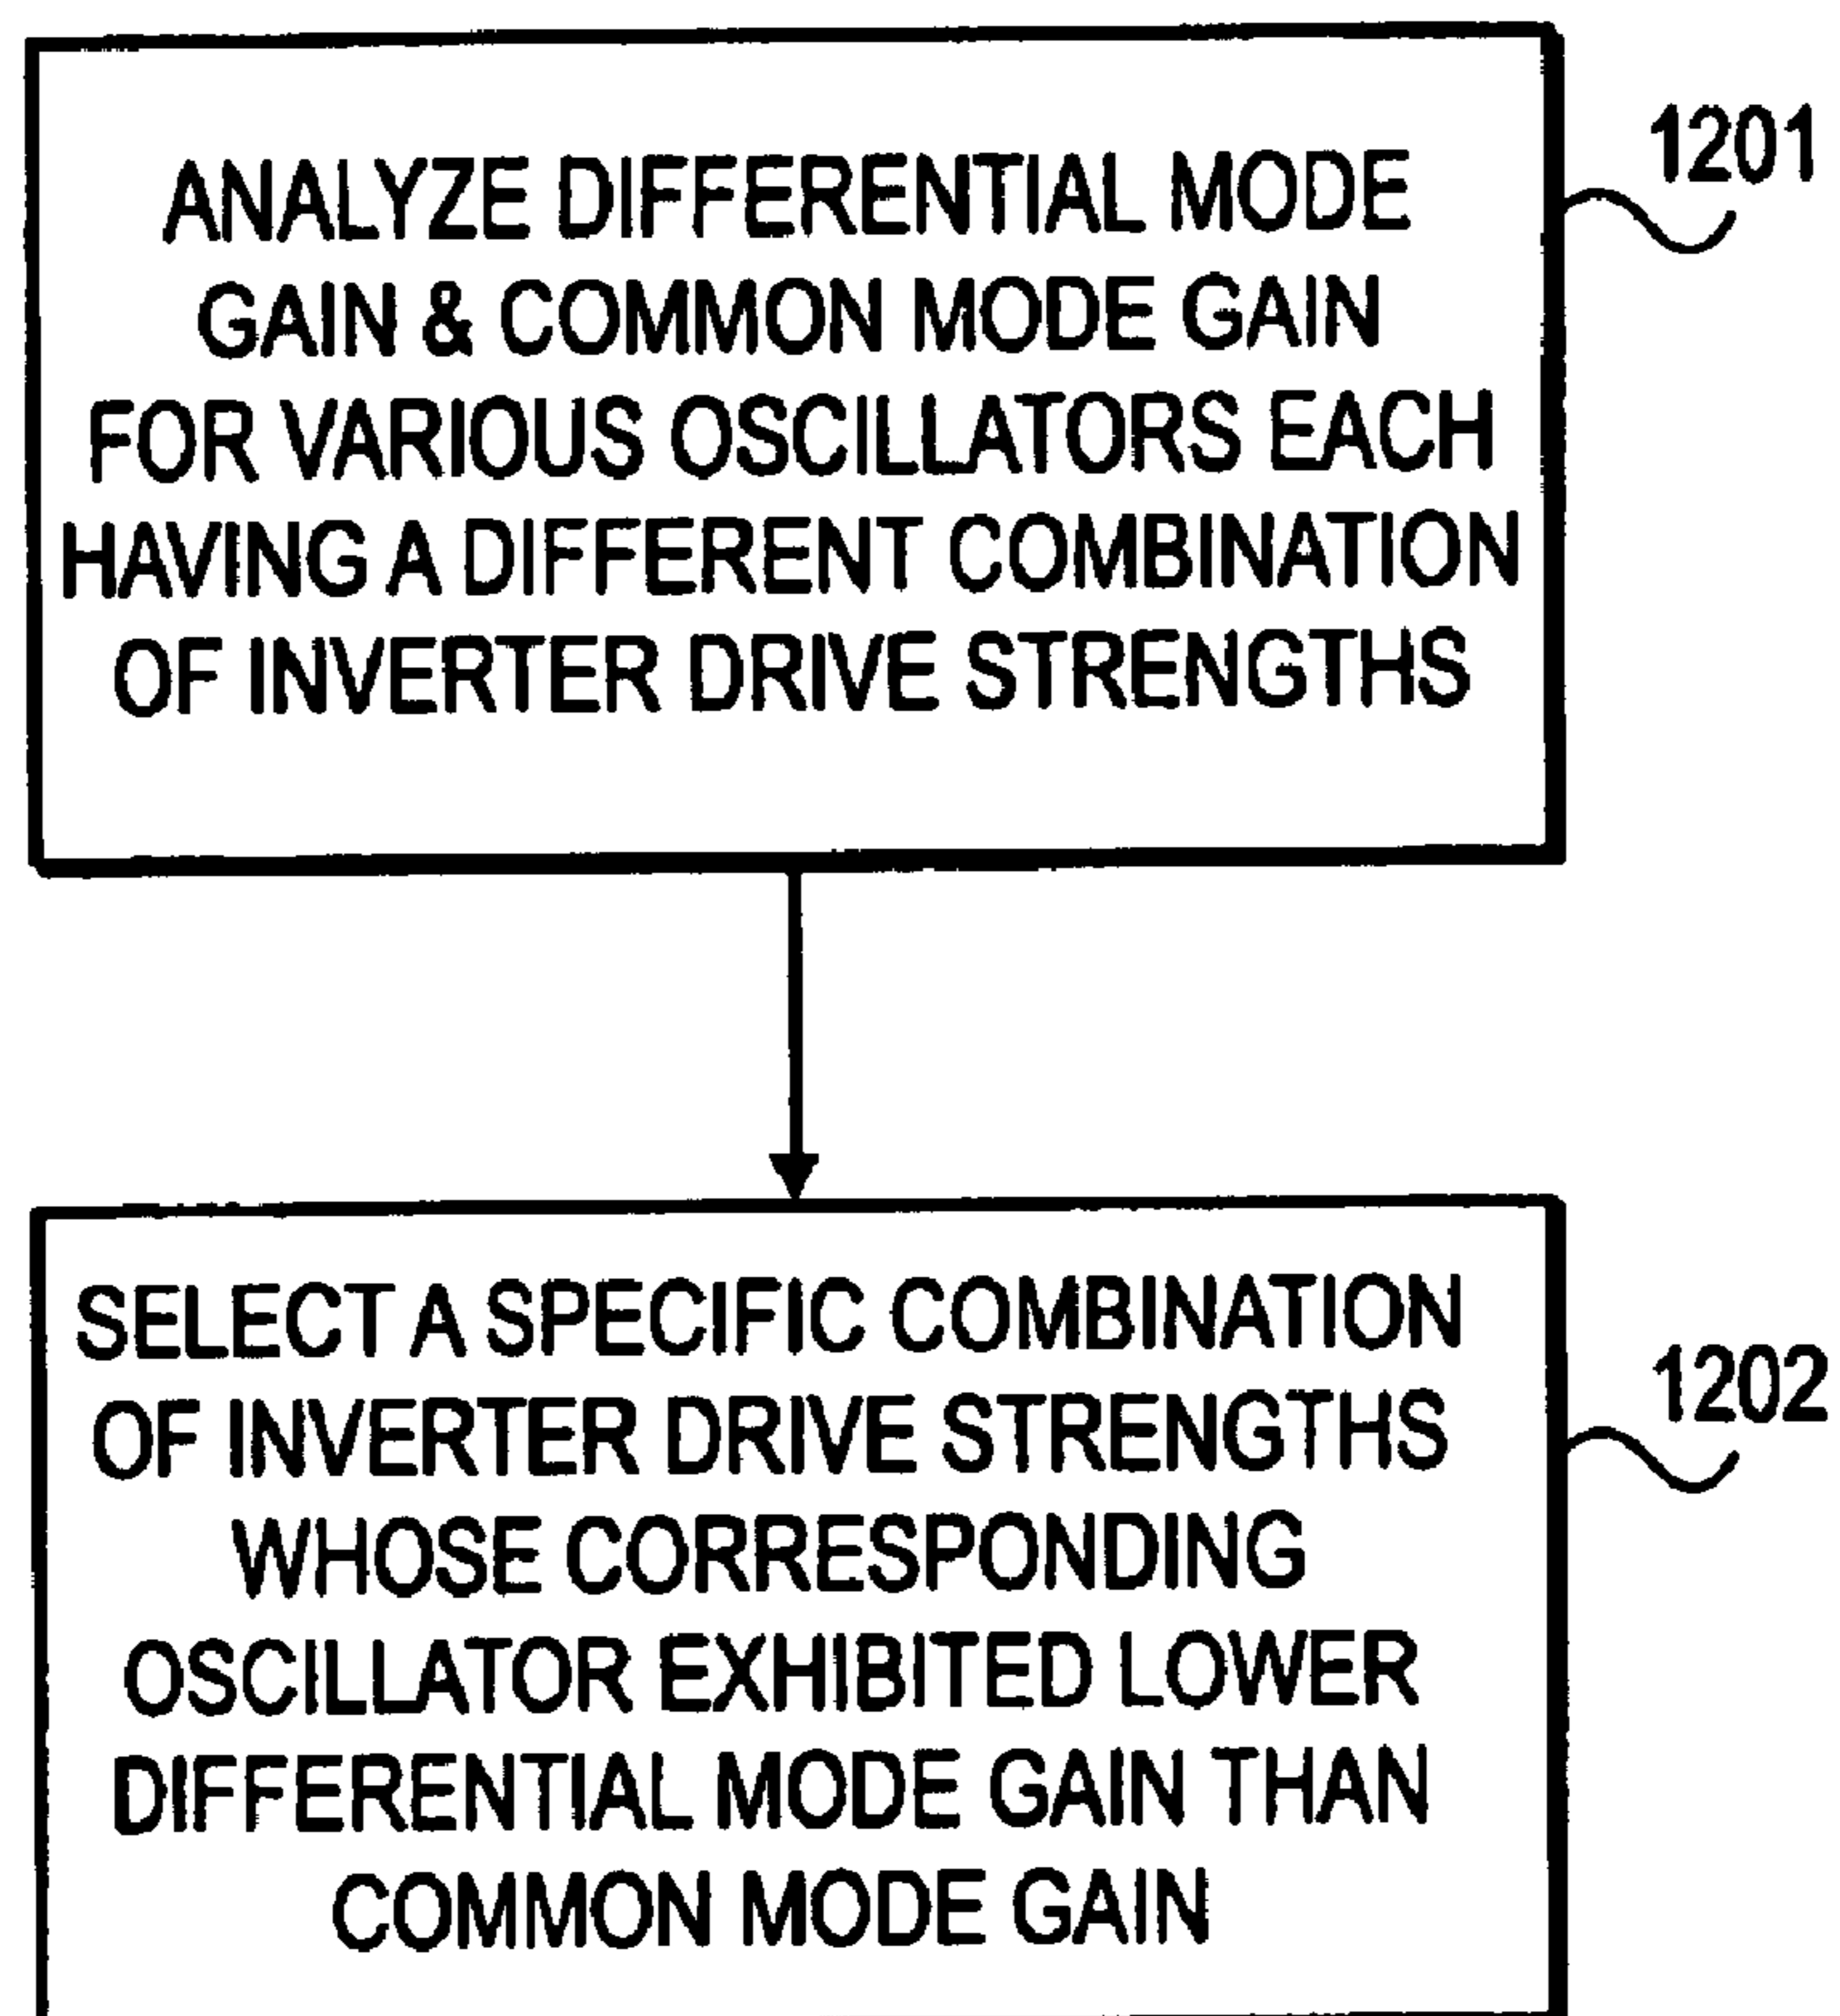 ANALYZE DIFFERENTIAL MODE
GAIN & COMMON MODE GAIN
FOR VARIOUS OSCILLATORS EACH
HAVING A DIFFERENT COMBINATION
OF INVERTER DRIVE STRENGTHS
1201
SELECT A SPECIFIC COMBINATION
OF INVERTER DRIVE STRENGTHS
WHOSE CORRESPONDING
OSCILLATOR EXHIBITED LOWER
DIFFERENTIAL MODE GAIN THAN
COMMON MODE GAIN
1202